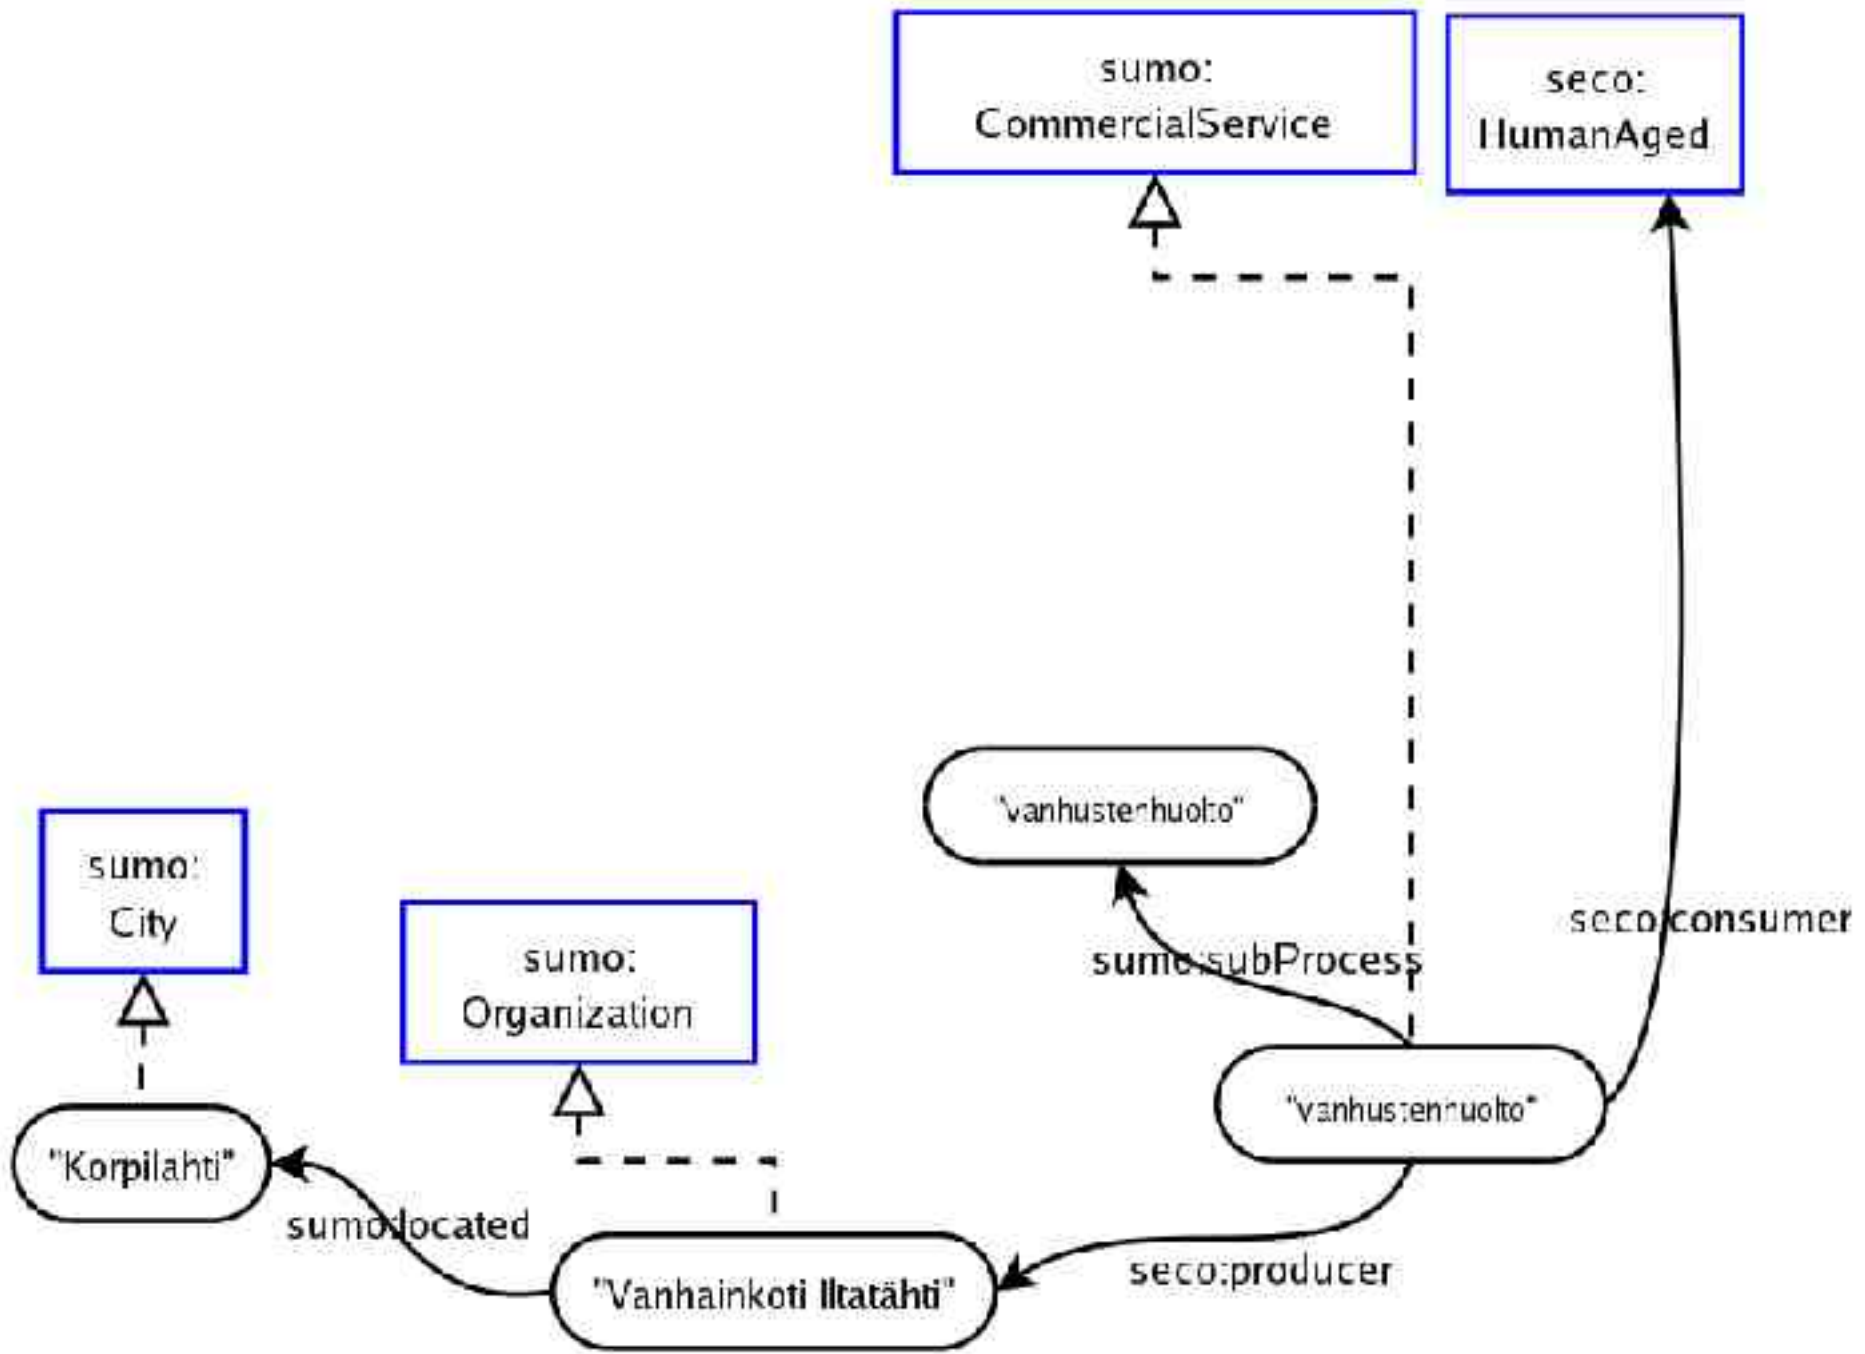 sumo:
CommercialService
seco:
HumanAged
"vanhustenhuolto"
sumo:
City
sumo:
Organization
seco:consumer
sumo:subProcess
"vanhustenhuolto"
"Korpilahti"
sumo:located
"Vanhainkoti Iltatähti"
seco:producer